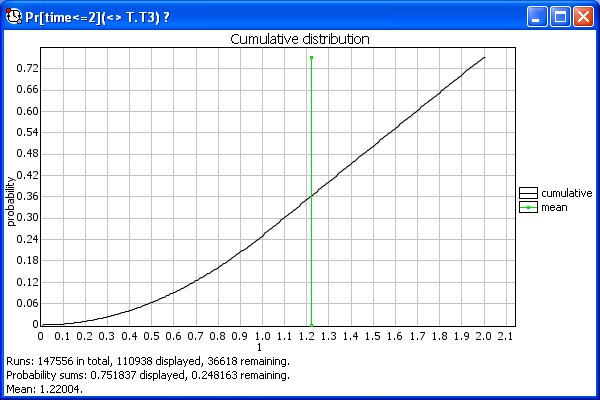 Pr[time<=2](<> T.T3) ?
Cumulative distribution
probability
0.72
0.66
0.60
0.54
0.48
0.42
0.36
0.30
0.24
0.18
0.12
0.06
0
0 0.1 0.2 0.3 0.4 0.5 0.6 0.7 0.8 0.9 1.0 1.1 1.2 1.3 1.4 1.5 1.6 1.7 1.8 1.9 2.0 2.1
1
cumulative
mean
Runs: 147556 in total, 110938 displayed, 36618 remaining.
Probability sums: 0.751837 displayed, 0.248163 remaining.
Mean: 1.22004.